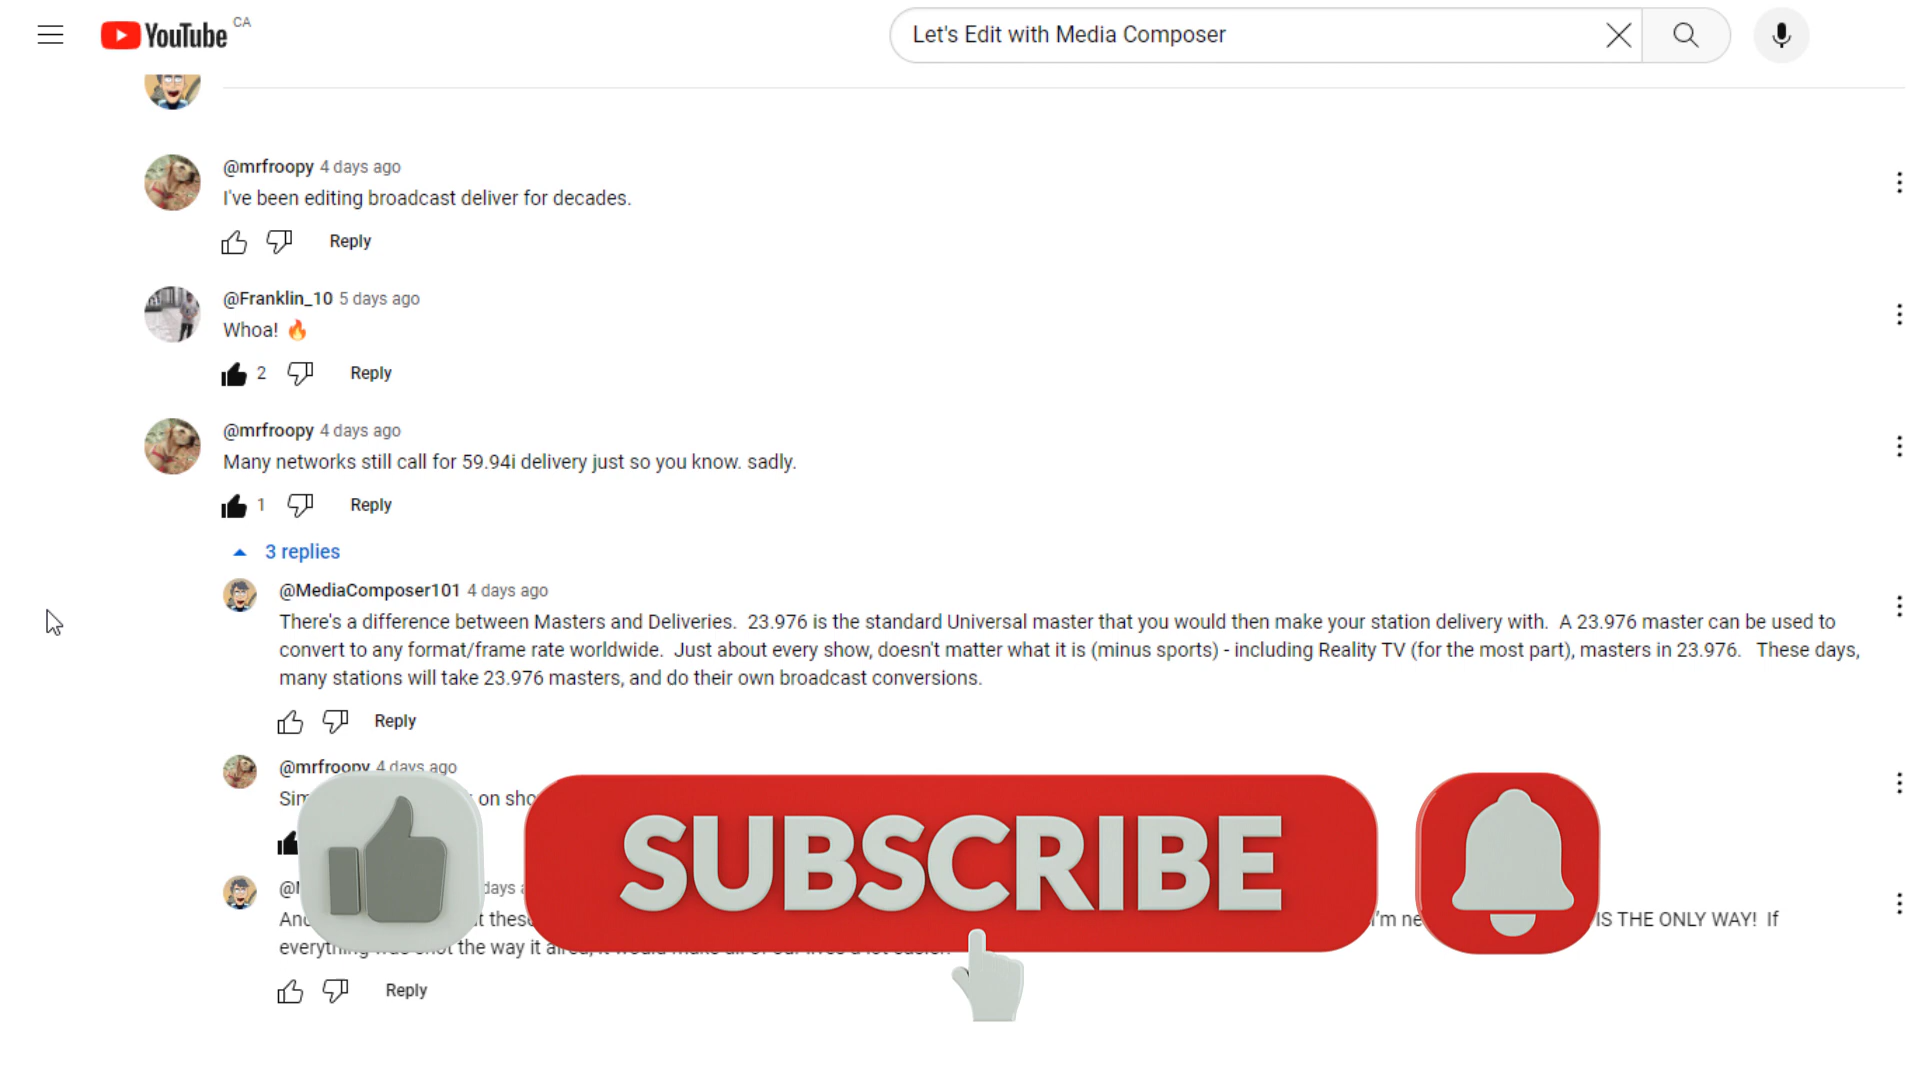 YouTube CA
Let's Edit with Media Composer
@mrfroopy 4 days ago
I've been editing broadcast deliver for decades.
Reply
@Franklin_10 5 days ago
Whoa! 🔥
2 Reply
@mrfroopy 4 days ago
Many networks still call for 59.94i delivery just so you know. sadly.
1 Reply
3 replies
@MediaComposer101 4 days ago
There's a difference between Masters and Deliveries.  23.976 is the standard Universal master that you would then make your station delivery with.  A 23.976 master can be used to
convert to any format/frame rate worldwide.  Just about every show, doesn't matter what it is (minus sports) - including Reality TV (for the most part), masters in 23.976.   These days,
many stations will take 23.976 masters, and do their own broadcast conversions.
Reply
@mrfroopy 4 days ago
on
SUBSCRIBE
IS THE ONLY WAY!  If
the way it
Reply